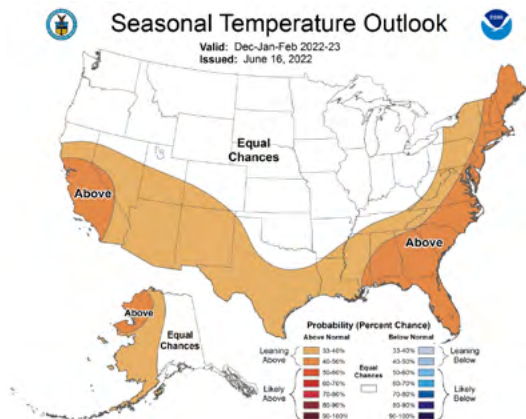 Seasonal Temperature Outlook
Valid: Dec-Jan-Feb 2022-23
Issued: June 16, 2022
Equal
Chances
Above
Above
Above
Equal
Chances
Probability (Percent Chance)
Above Normal
Below Normal
Leaning
Above
33-40%
40-50%
Likely
Above
50-60%
60-70%
70-80%
80-90%
90-100%
Equal
Chances
33-40%
40-50%
Leaning
Below
50-60%
60-70%
70-80%
80-90%
90-100%
Likely
Below